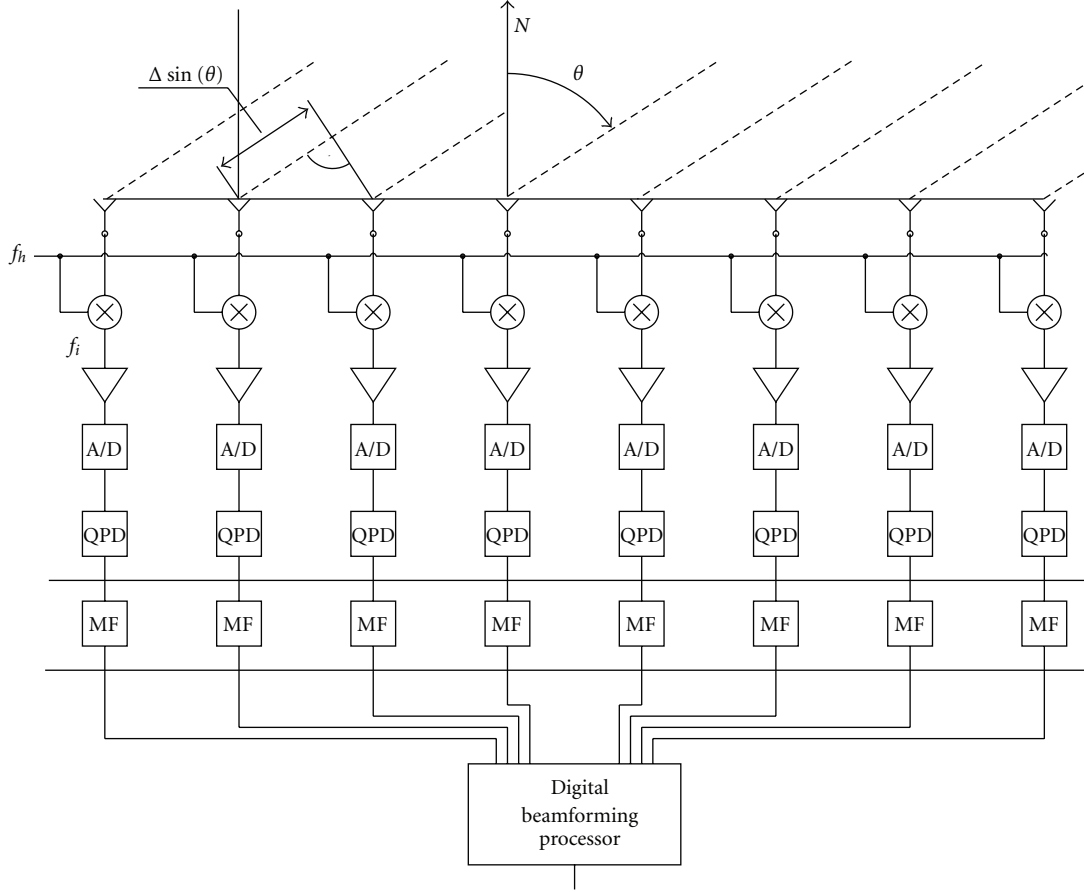 N
Δ sin (θ)
θ
f_h
f_i
A/D A/D A/D A/D A/D A/D A/D A/D
QPD QPD QPD QPD QPD QPD QPD QPD
MF MF MF MF MF MF MF MF
Digital
beamforming
processor